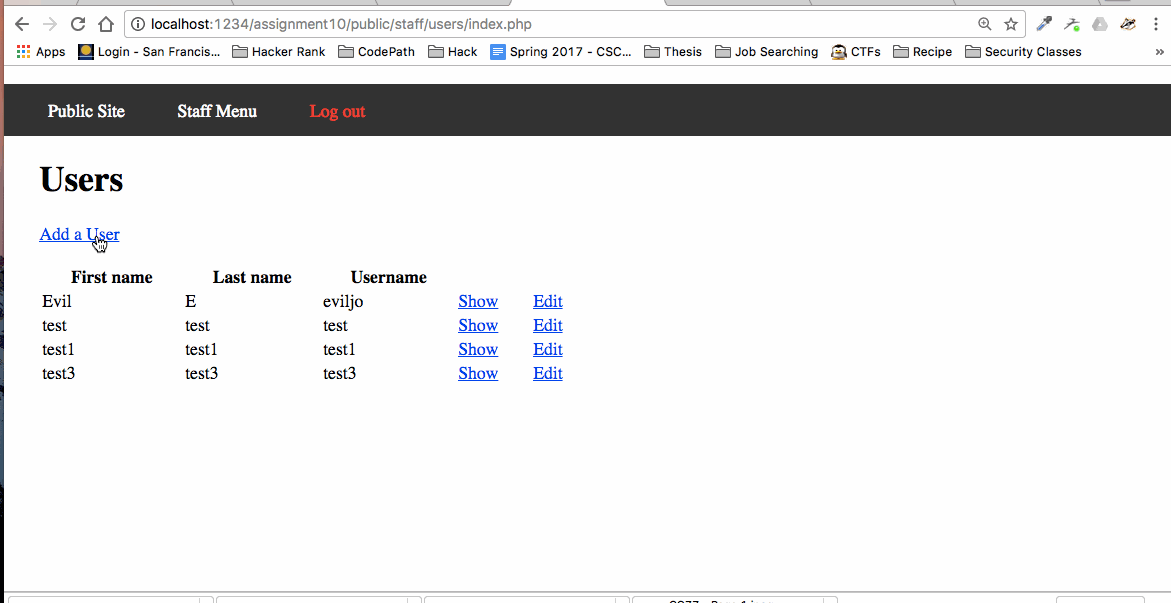 localhost:1234/assignment10/public/staff/users/index.php
Apps Login - San Francis... Hacker Rank CodePath Hack Spring 2017 - CSC... Thesis Job Searching CTFs Recipe Security Classes »
Public Site Staff Menu Log out
Users
Add a User
First name Last name Username
Evil E eviljo Show Edit
test test test Show Edit
test1 test1 test1 Show Edit
test3 test3 test3 Show Edit